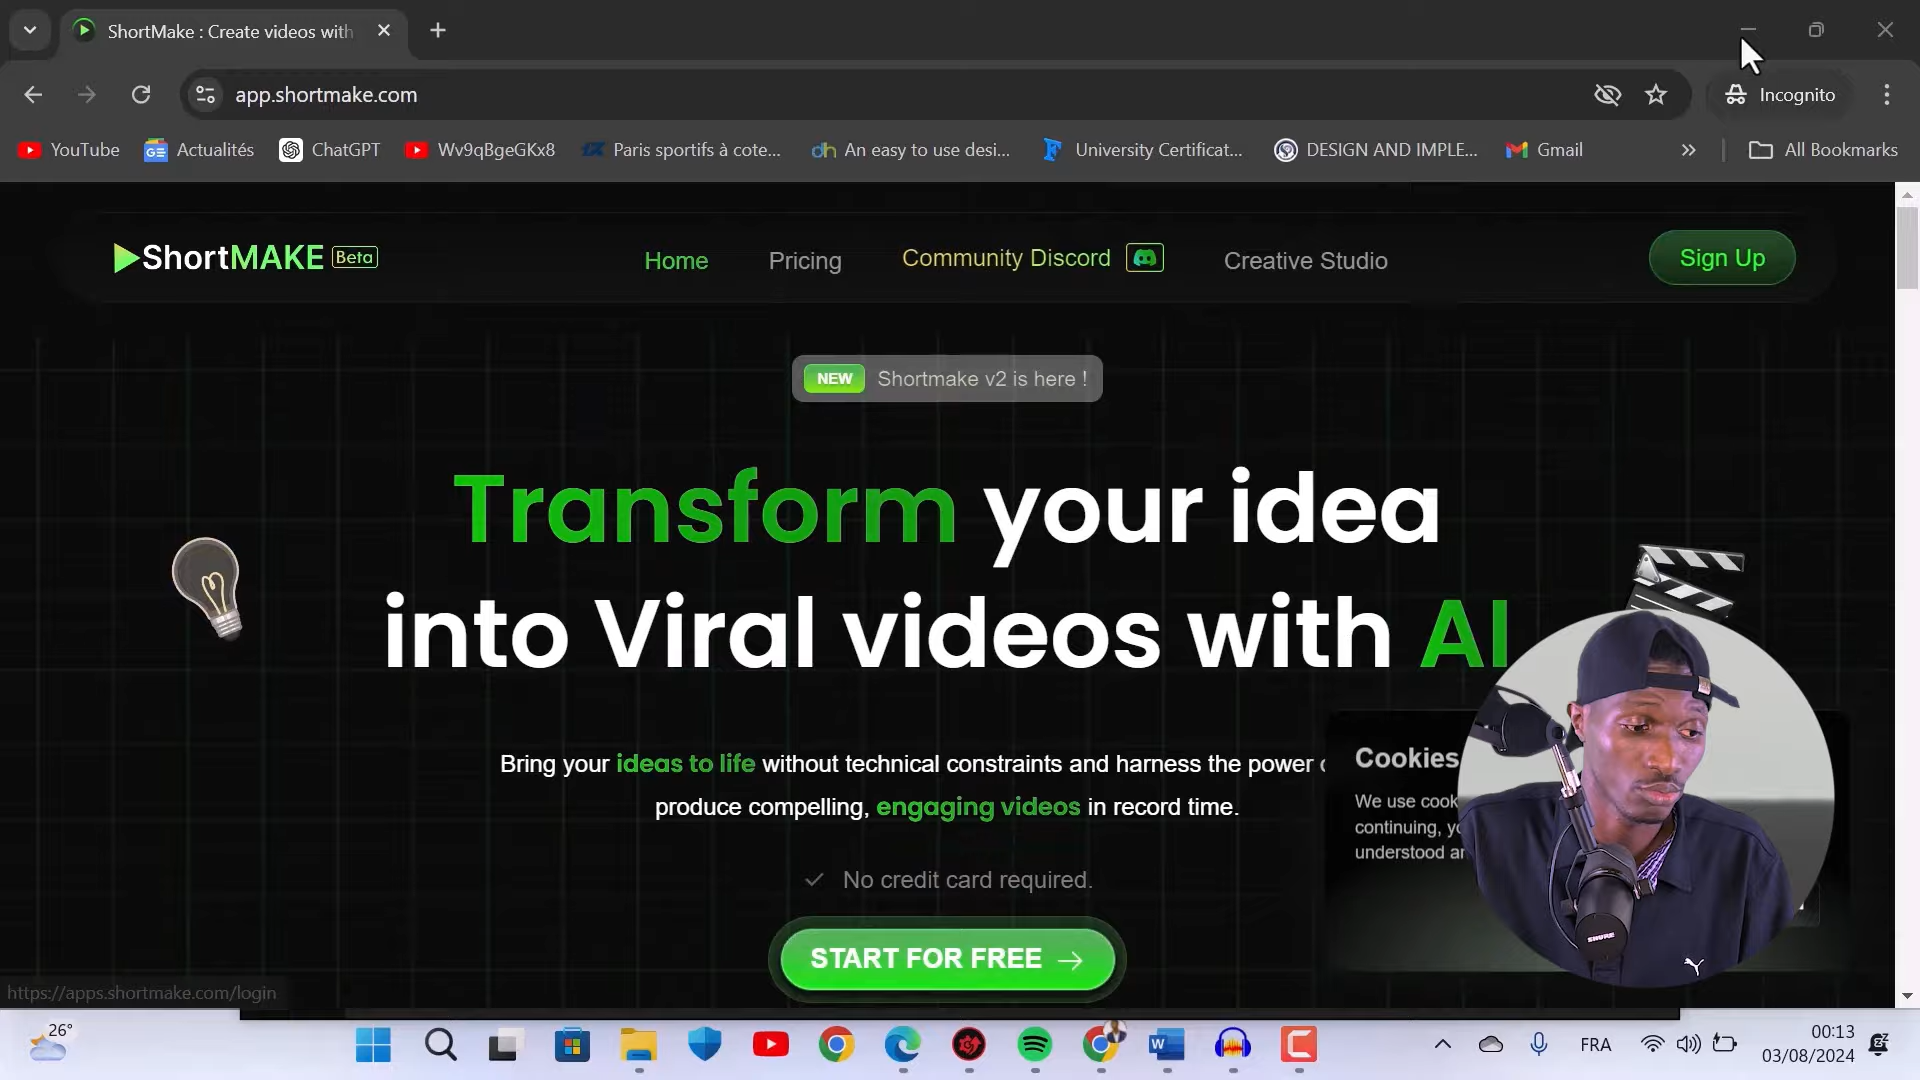 ShortMake : Create videos with
app.shortmake.com
Incognito
YouTube
Actualités
ChatGPT
Wv9qBgeGKx8
Paris sportifs à cote...
An easy to use desi...
University Certificat...
DESIGN AND IMPLE...
Gmail
All Bookmarks
ShortMAKE Beta
Home
Pricing
Community Discord
Creative Studio
Sign Up
NEW Shortmake v2 is here !
Transform your idea
into Viral videos with AI
Bring your ideas to life without technical constraints and harness the power
produce compelling, engaging videos in record time.
Cookies
We use cook
continuing, yo
understood an
No credit card required.
START FOR FREE
SHURE
https://apps.shortmake.com/login
26°
FRA
00:13
03/08/2024